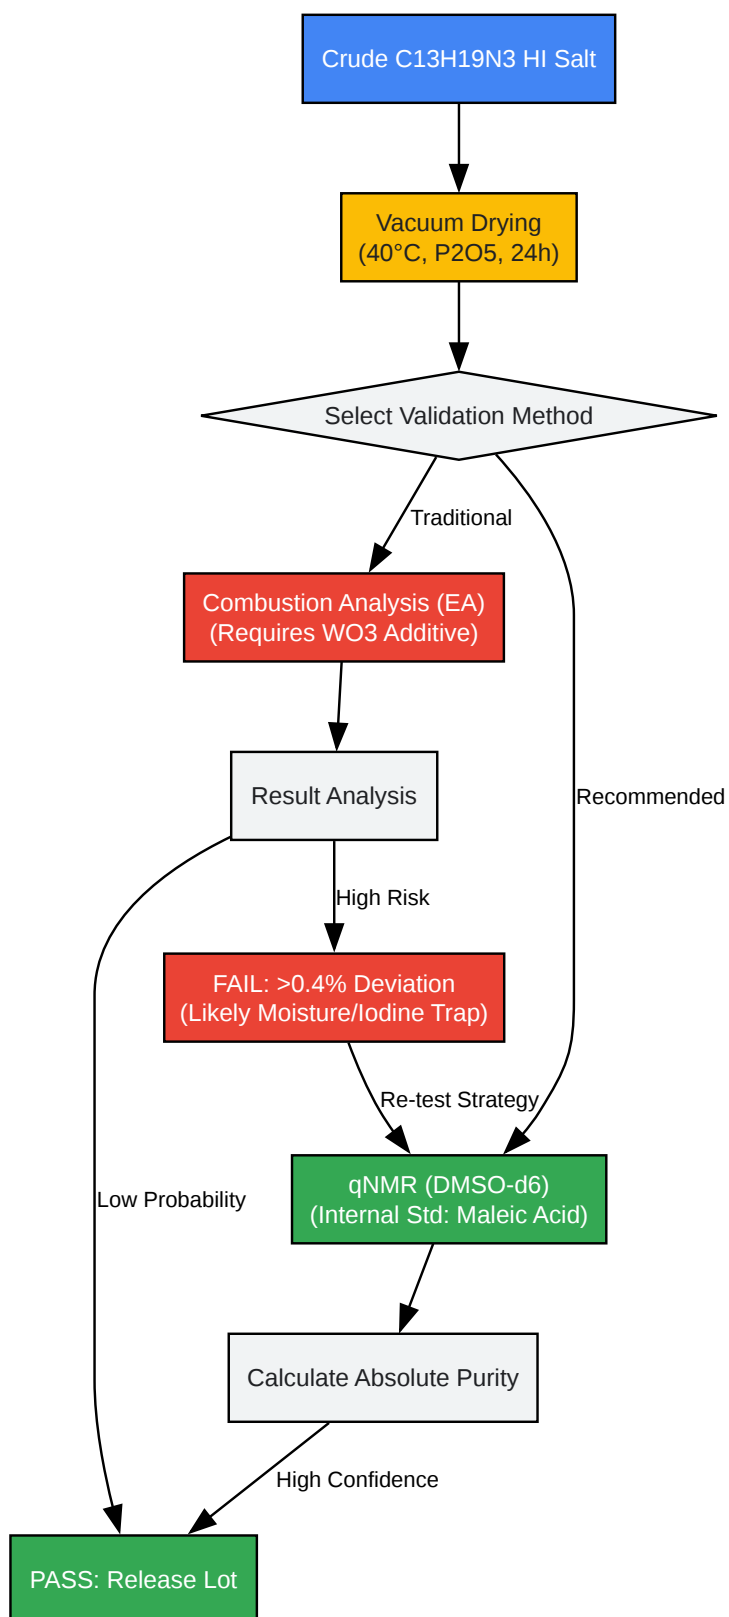 Crude C13H19N3 HI Salt
Vacuum Drying
(40°C, P2O5, 24h)
Select Validation Method
Traditional
Combustion Analysis (EA)
(Requires WO3 Additive)
Result Analysis
Recommended
High Risk
FAIL: >0.4% Deviation
(Likely Moisture/Iodine Trap)
Re-test Strategy
qNMR (DMSO-d6)
(Internal Std: Maleic Acid)
Low Probability
Calculate Absolute Purity
High Confidence
PASS: Release Lot